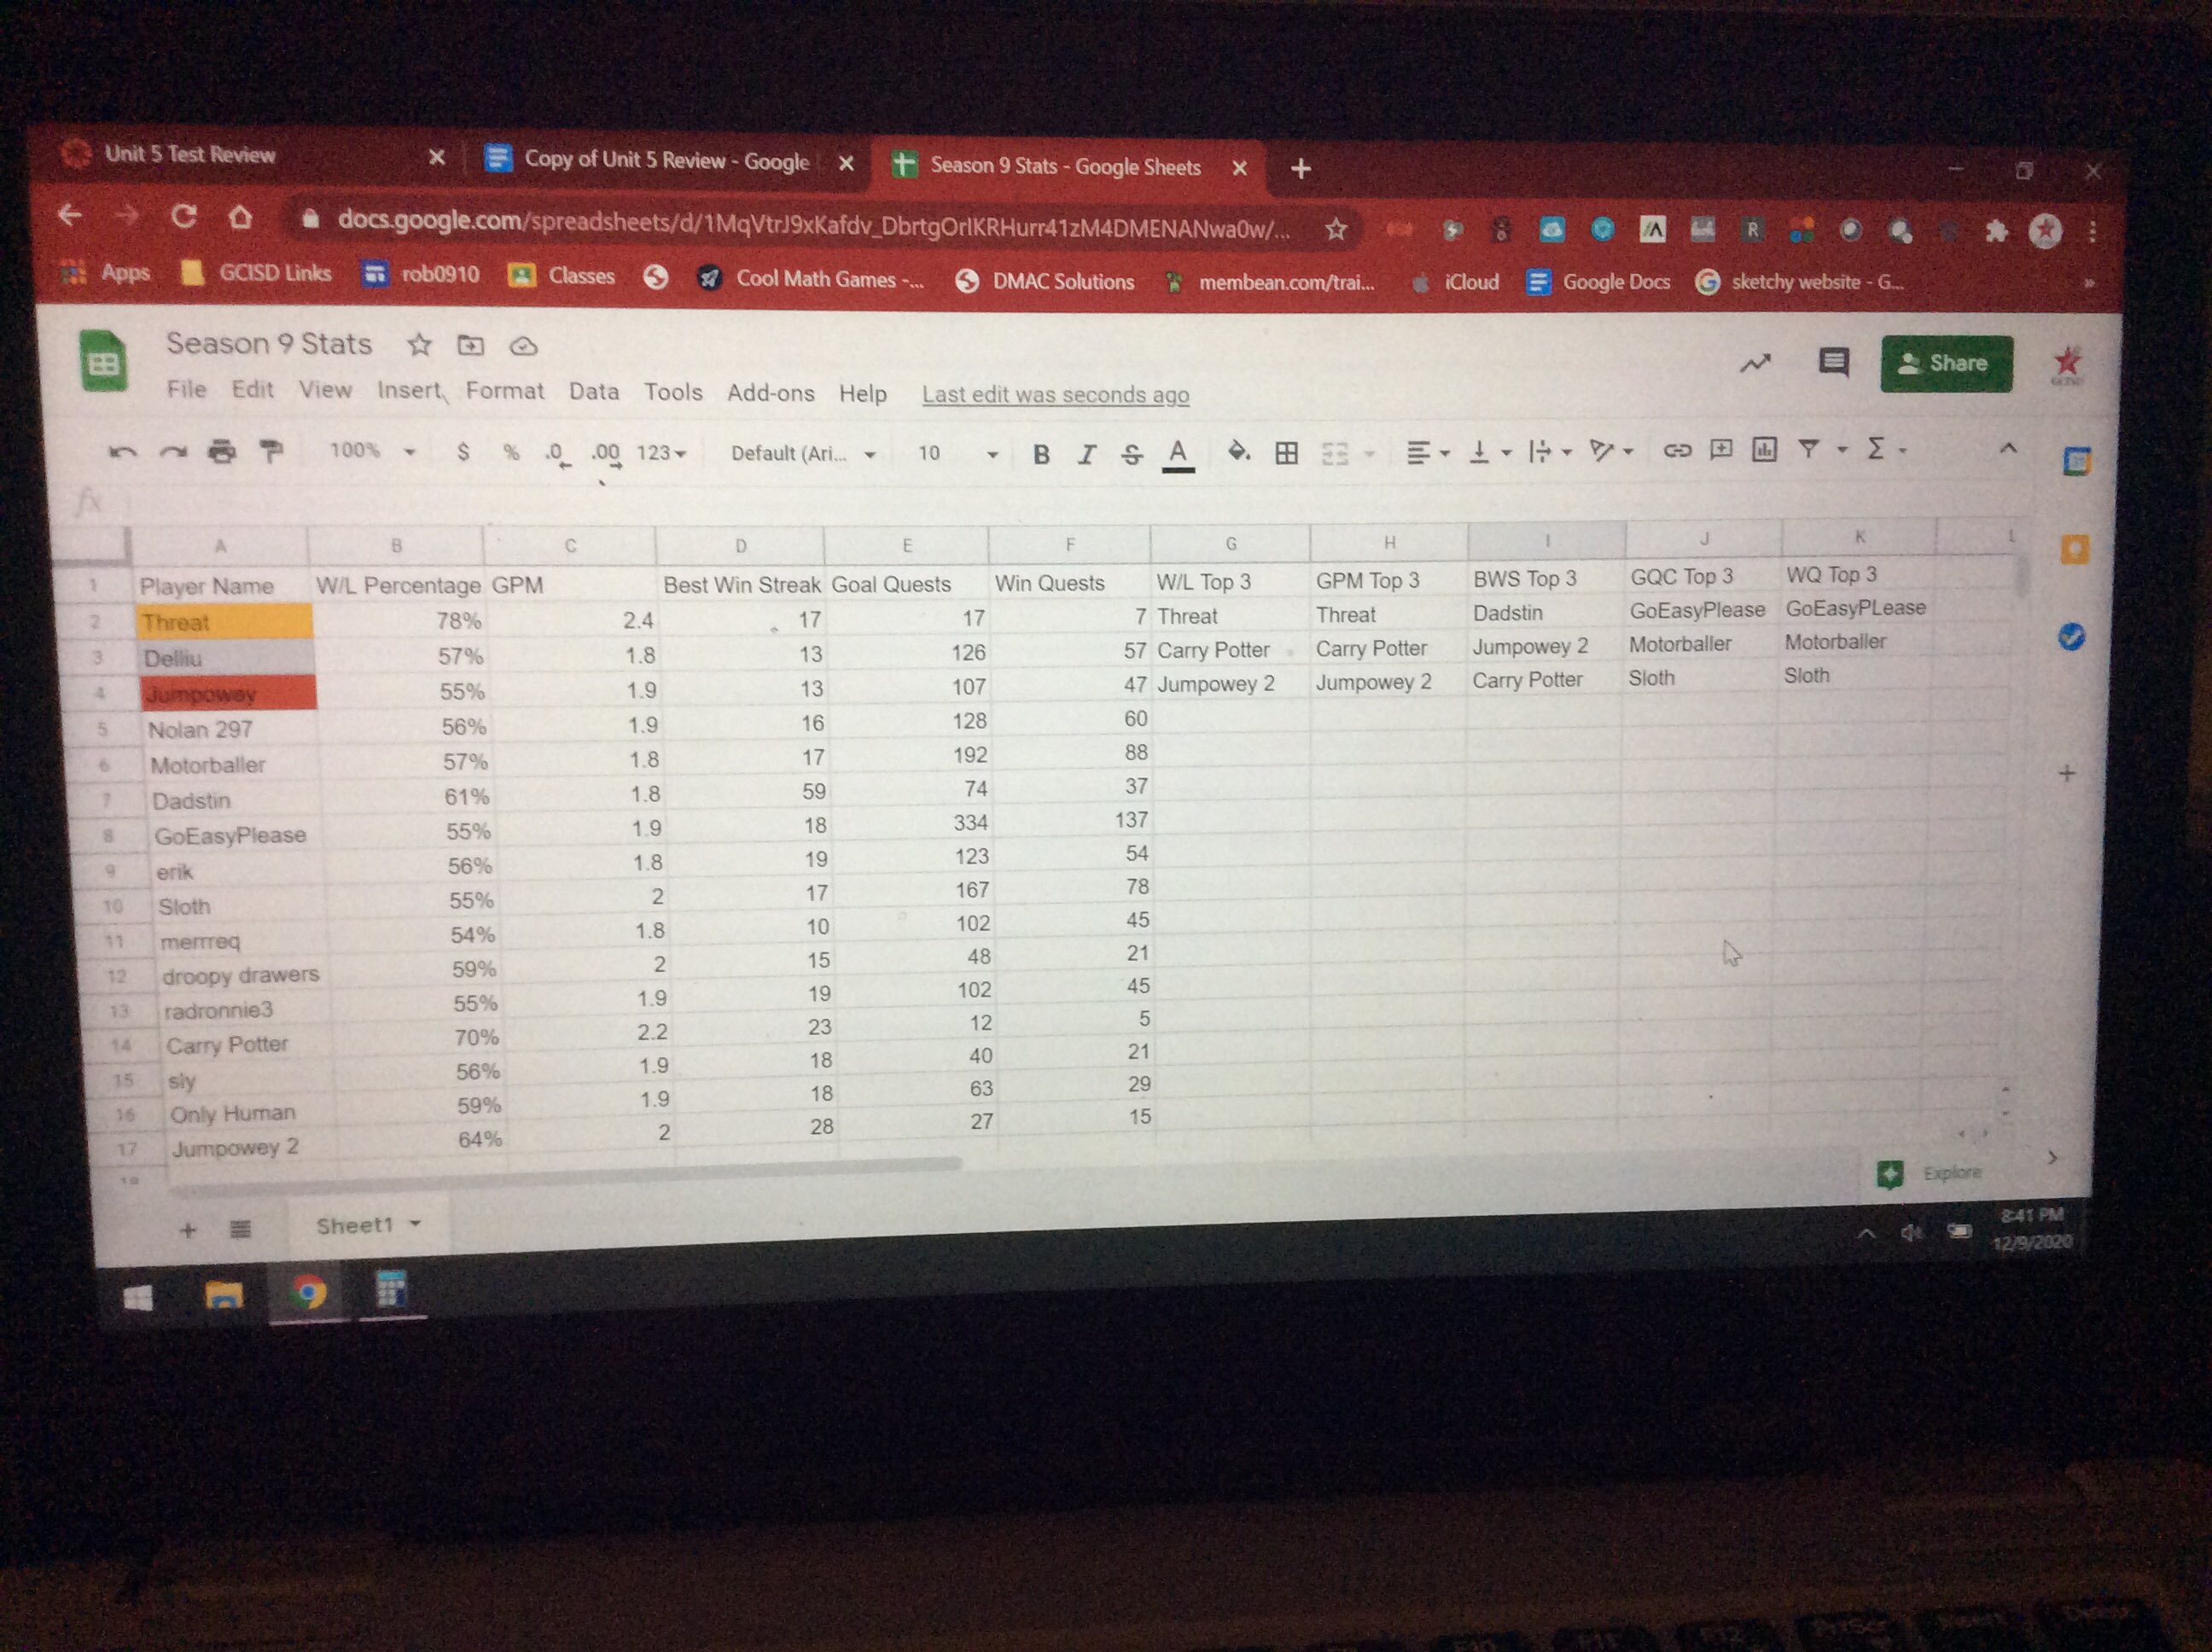 Unit 5 Test Review Copy of Unit 5 Review - Google Season 9 Stats - Google Sheets
docs.google.com/spreadsheets/d/1MqVtrJ9xKafdv_DbrtgOrlKRHurr41zM4DMENANwa0w/...
Apps GCISD Links rob0910 Classes Cool Math Games -... DMAC Solutions membean.com/trai... iCloud Google Docs sketchy website - G... »
Season 9 Stats
Share
File Edit View Insert Format Data Tools Add-ons Help Last edit was seconds ago
100% $ % .0 .00 123 Default (Ari... 10 B I S A Σ
fx
A B C D E F G H I J K L
1 Player Name W/L Percentage GPM Best Win Streak Goal Quests Win Quests W/L Top 3 GPM Top 3 BWS Top 3 GQC Top 3 WQ Top 3
2 Threat 78% 2.4 17 17 7 Threat Threat Dadstin GoEasyPlease GoEasyPLease
3 Delliu 57% 1.8 13 126 57 Carry Potter Carry Potter Jumpowey 2 Motorballer Motorballer
4 Jumpowey 55% 1.9 13 107 47 Jumpowey 2 Jumpowey 2 Carry Potter Sloth Sloth
5 Nolan 297 56% 1.9 16 128 60
6 Motorballer 57% 1.8 17 192 88
7 Dadstin 61% 1.8 59 74 37
8 GoEasyPlease 55% 1.9 18 334 137
9 erik 56% 1.8 19 123 54
10 Sloth 55% 2 17 167 78
11 merrreq 54% 1.8 10 102 45
12 droopy drawers 59% 2 15 48 21
13 radronnie3 55% 1.9 19 102 45
14 Carry Potter 70% 2.2 23 12 5
15 sly 56% 1.9 18 40 21
16 Only Human 59% 1.9 18 63 29
17 Jumpowey 2 64% 2 28 27 15
Explore
+ Sheet1
8:41 PM
12/9/2020